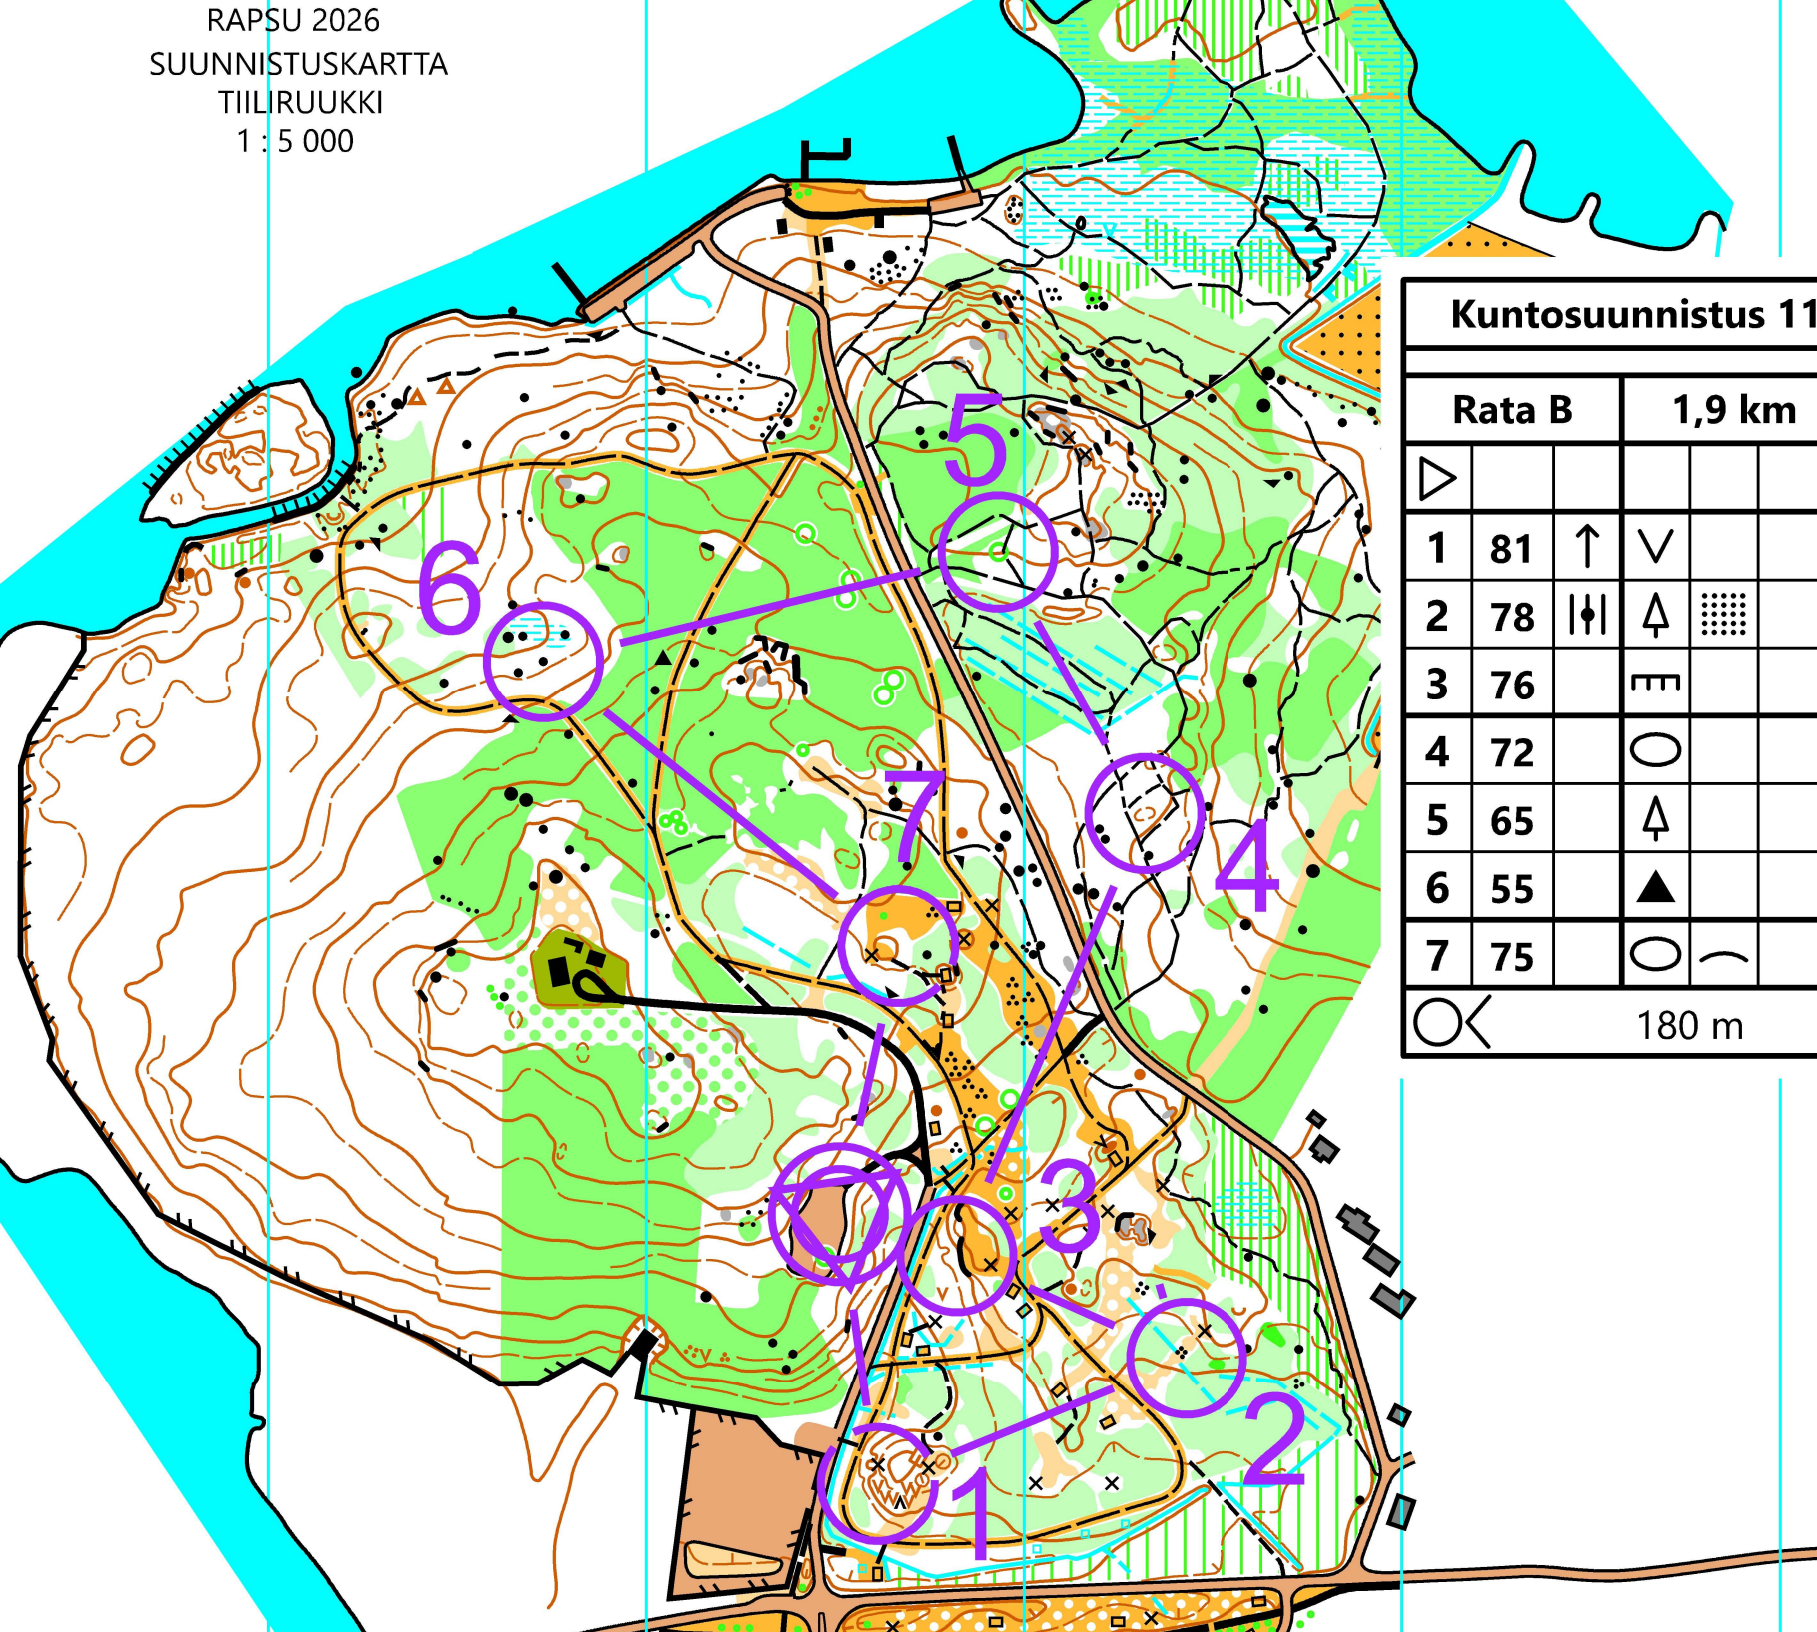 RAPSU 2026
SUUNNISTUSKARTTA
TIILIRUUKKI
1 : 5 000
Kuntosuunnistus 11
Rata B 1,9 km
1 81
2 78
3 76
4 72
5 65
6 55
7 75
180 m
5
6
7
4
3
2
1